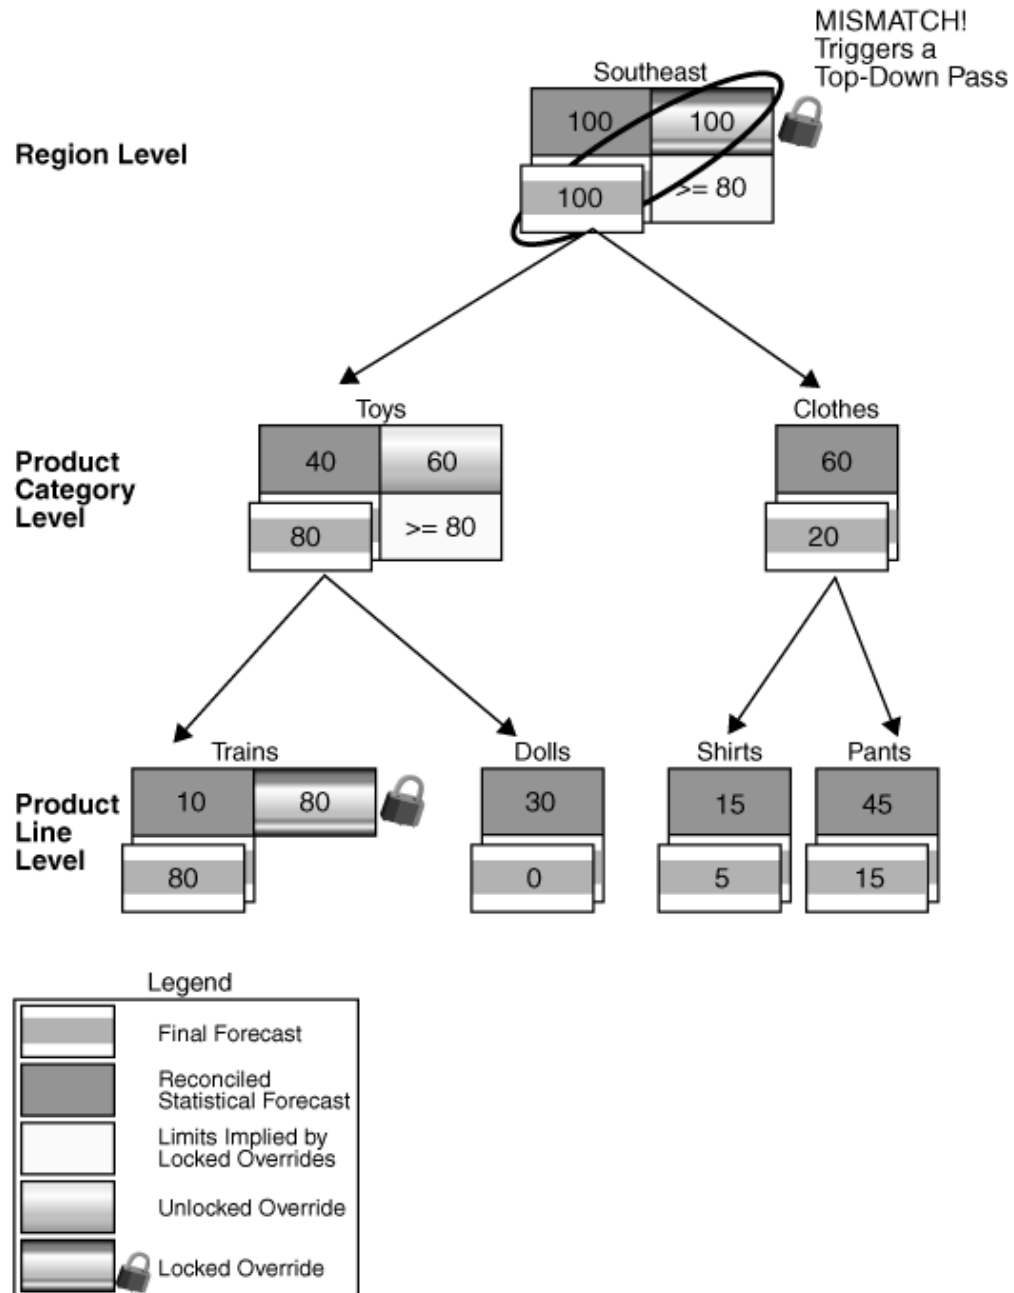 MISMATCH!
Triggers a
Top-Down Pass
Southeast
100
100
Region Level
100
>= 80
Toys
Clothes
40
60
60
Product
Category
Level
80
>= 80
20
Trains
Dolls
Shirts
Pants
10
80
30
15
45
Product
Line
Level
80
0
5
15
Legend
Final Forecast
Reconciled
Statistical Forecast
Limits Implied by
Locked Overrides
Unlocked Override
Locked Override